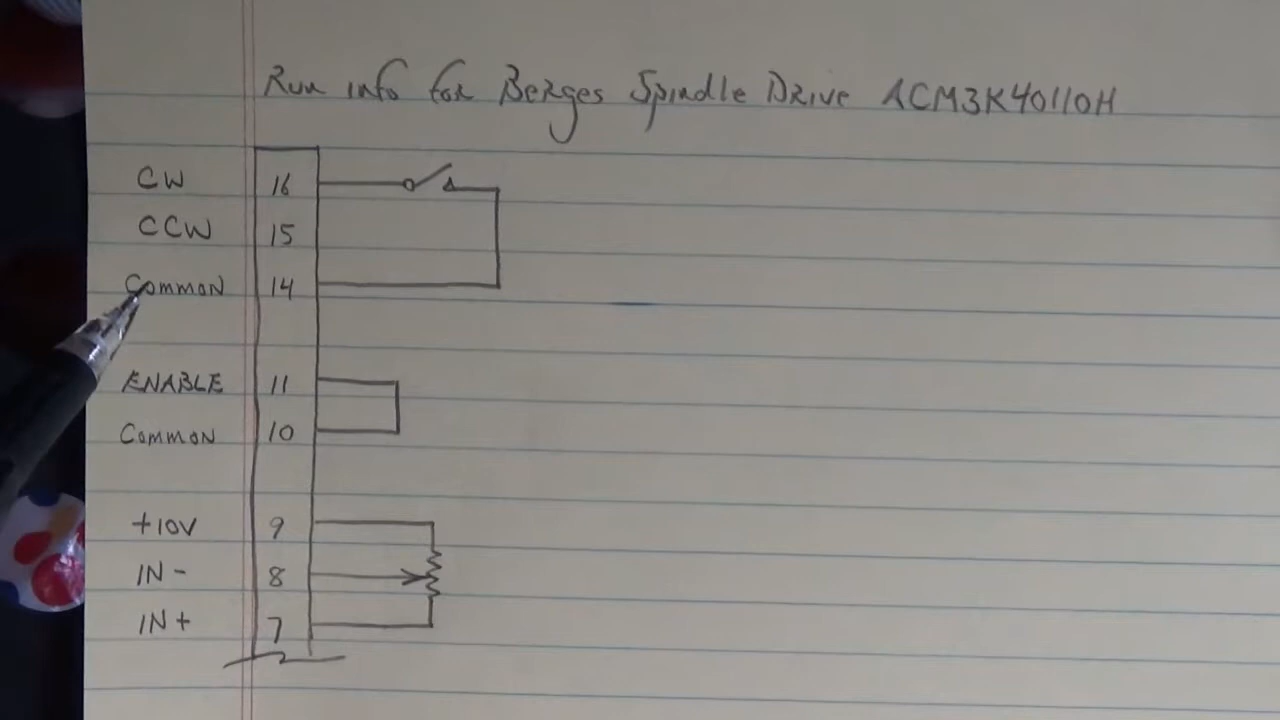 Run info for Berges Spindle Drive ACM3K40110H
CW 16
CCW 15
Common 14
ENABLE 11
Common 10
+10V 9
IN- 8
IN+ 7